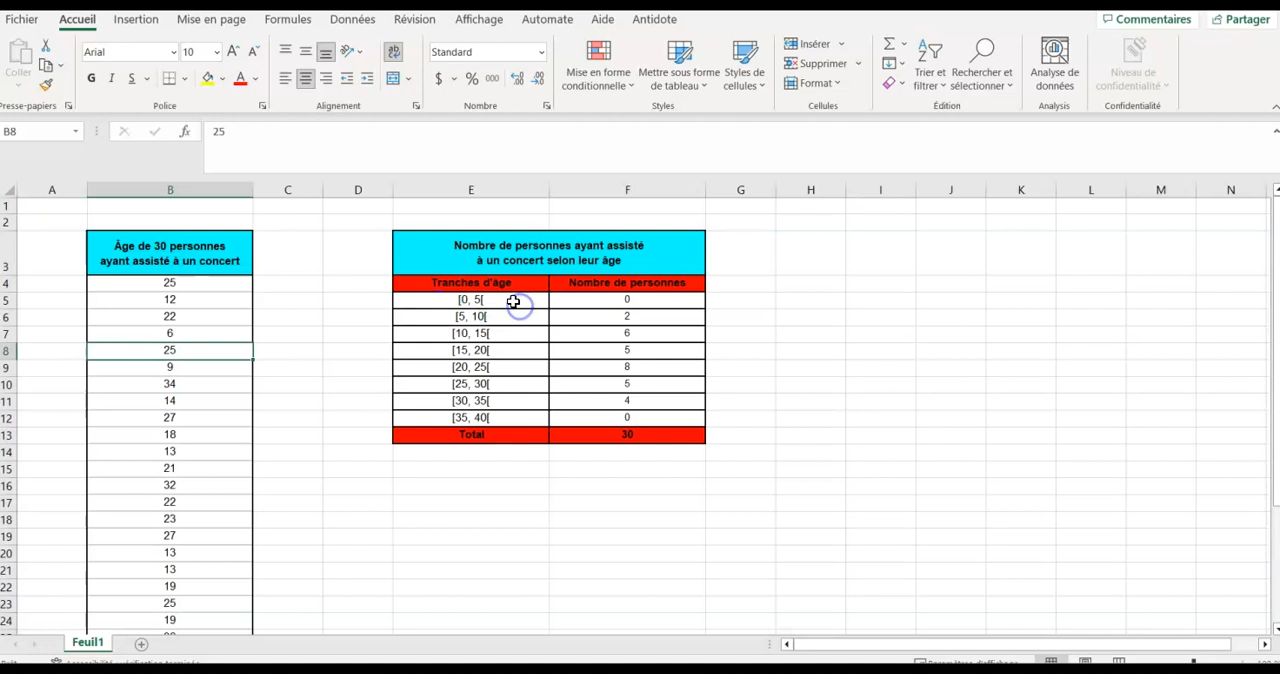 Fichier Accueil Insertion Mise en page Formules Données Révision Affichage Automate Aide Antidote Commentaires Partager
Coller
Arial 10
Standard
Mise en forme conditionnelle
Mettre sous forme de tableau
Styles de cellules
Insérer
Supprimer
Format
Trier et filtrer
Rechercher et sélectionner
Analyse de données
Niveau de confidentialité
Presse-papiers Police Alignement Nombre Styles Cellules Édition Analysis Confidentialité
B8 fx 25
A B C D E F G H I J K L M N
1
2
3
Âge de 30 personnes
ayant assisté à un concert
Nombre de personnes ayant assisté
à un concert selon leur âge
4 25 Tranches d'âge Nombre de personnes
5 12 [0, 5[ 0
6 22 [5, 10[ 2
7 6 [10, 15[ 6
8 25 [15, 20[ 5
9 9 [20, 25[ 8
10 34 [25, 30[ 5
11 14 [30, 35[ 4
12 27 [35, 40[ 0
13 18 Total 30
14 13
15 21
16 32
17 22
18 23
19 27
20 13
21 13
22 19
23 25
24 19
Feuil1